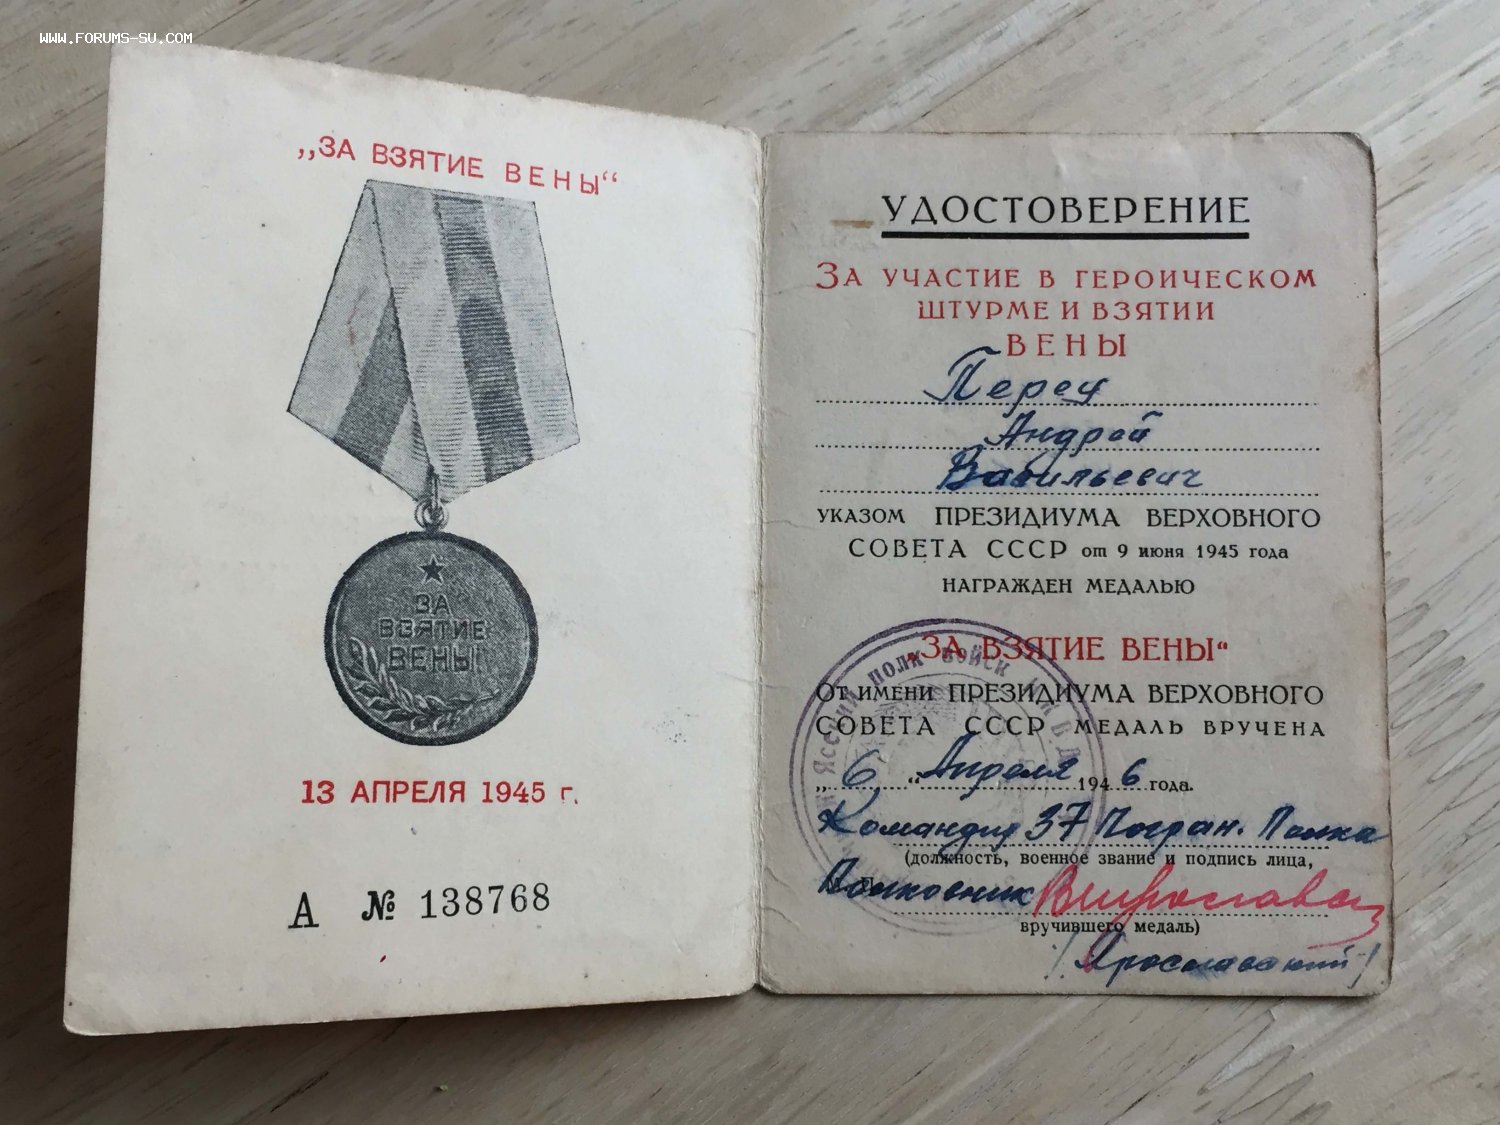 WWW.FORUMS-SU.COM
„ЗА ВЗЯТИЕ ВЕНЫ“
ЗА
ВЗЯТИЕ
ВЕНЫ
13 АПРЕЛЯ 1945 г.
А № 138768
УДОСТОВЕРЕНИЕ
ЗА УЧАСТИЕ В ГЕРОИЧЕСКОМ
ШТУРМЕ И ВЗЯТИИ
ВЕНЫ
Перец
Андрей
Васильевич
УКАЗОМ ПРЕЗИДИУМА ВЕРХОВНОГО
СОВЕТА СССР от 9 июня 1945 года
НАГРАЖДЕН МЕДАЛЬЮ
„ЗА ВЗЯТИЕ ВЕНЫ“
ОТ ИМЕНИ ПРЕЗИДИУМА ВЕРХОВНОГО
СОВЕТА СССР МЕДАЛЬ ВРУЧЕНА
„6“ Апреля 1946 года.
Командир 37 Погран. Полка
(должность, военное звание и подпись лица,
Полковник
вручившего медаль)
/Ярославский/
ПОЛК ВОЙСК